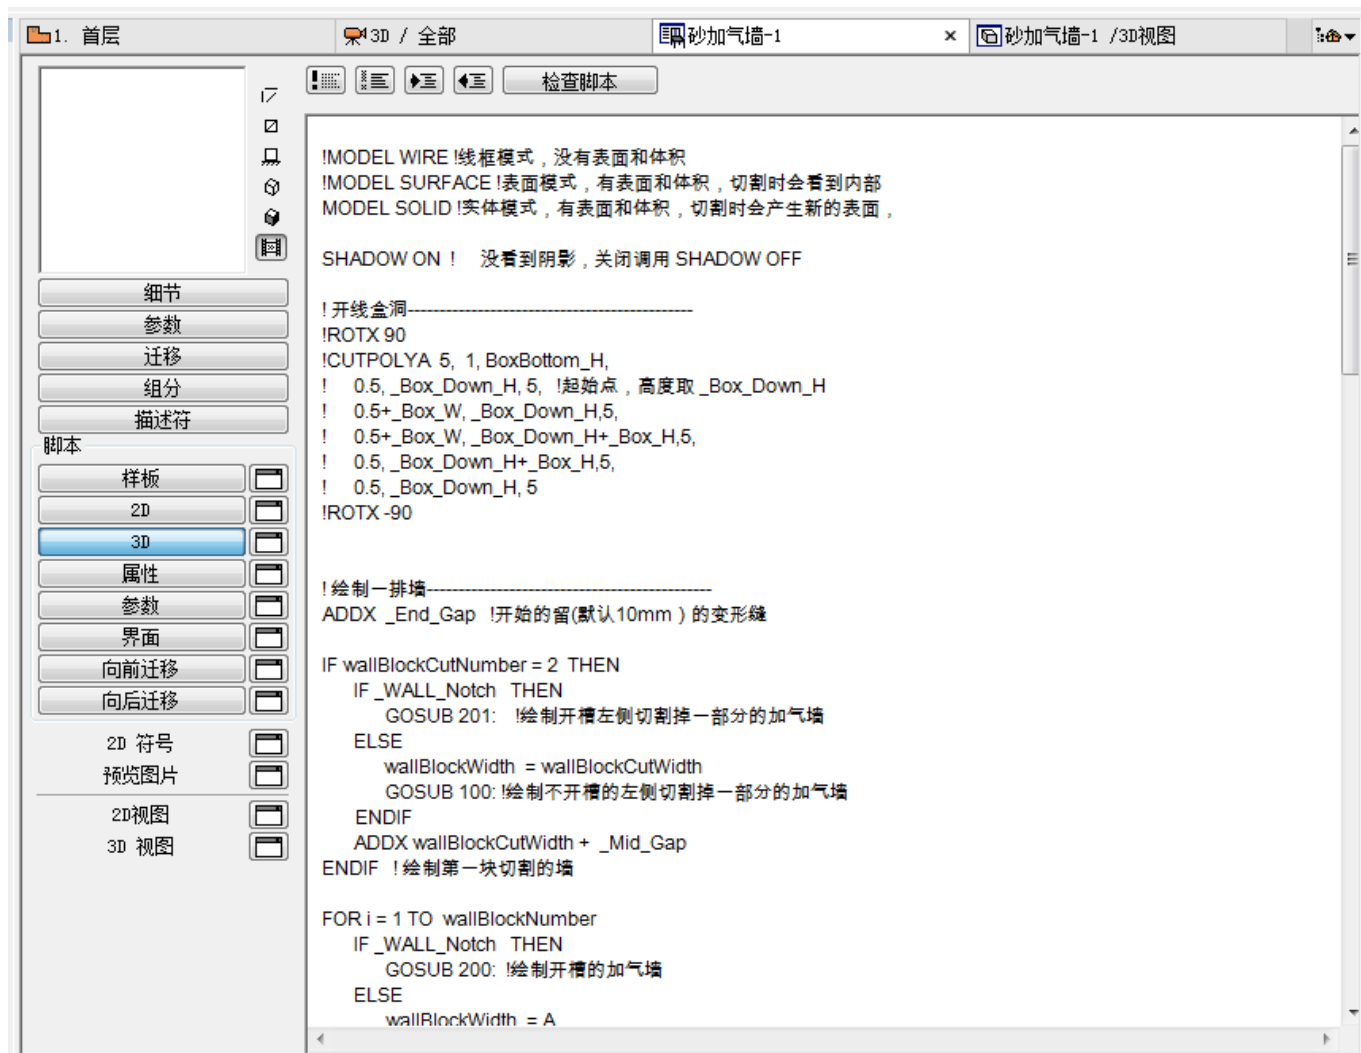 1. 首层
3D / 全部
砂加气墙-1
砂加气墙-1 /3D视图
检查脚本
细节
参数
迁移
组分
描述符
脚本
样板
2D
3D
属性
参数
界面
向前迁移
向后迁移
2D 符号
预览图片
2D视图
3D 视图
!MODEL WIRE !线框模式，没有表面和体积
!MODEL SURFACE !表面模式，有表面和体积，切割时会看到内部
MODEL SOLID !实体模式，有表面和体积，切割时会产生新的表面，
SHADOW ON ! 没看到阴影，关闭调用 SHADOW OFF
! 开线盒洞---------------------------------------------
!ROTX 90
!CUTPOLYA 5, 1, BoxBottom_H,
! 0.5, _Box_Down_H, 5, !起始点，高度取 _Box_Down_H
! 0.5+_Box_W, _Box_Down_H,5,
! 0.5+_Box_W, _Box_Down_H+_Box_H,5,
! 0.5, _Box_Down_H+_Box_H,5,
! 0.5, _Box_Down_H, 5
!ROTX -90
! 绘制一排墙---------------------------------------------
ADDX _End_Gap !开始的留(默认10mm）的变形缝
IF wallBlockCutNumber = 2 THEN
IF _WALL_Notch THEN
GOSUB 201: !绘制开槽左侧切割掉一部分的加气墙
ELSE
wallBlockWidth = wallBlockCutWidth
GOSUB 100: !绘制不开槽的左侧切割掉一部分的加气墙
ENDIF
ADDX wallBlockCutWidth + _Mid_Gap
ENDIF ! 绘制第一块切割的墙
FOR i = 1 TO wallBlockNumber
IF _WALL_Notch THEN
GOSUB 200: !绘制开槽的加气墙
ELSE
wallBlockWidth = A